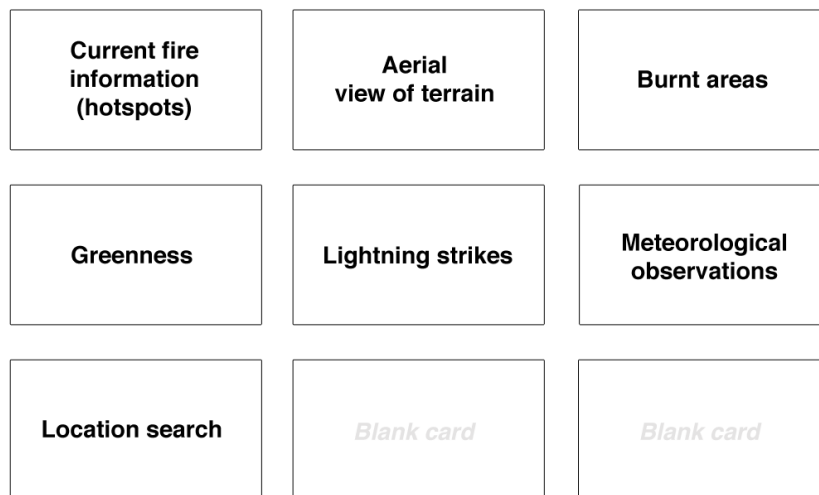 Current fire
information
(hotspots)
Aerial
view of terrain
Burnt areas
Greenness
Lightning strikes
Meteorological
observations
Location search
Blank card
Blank card